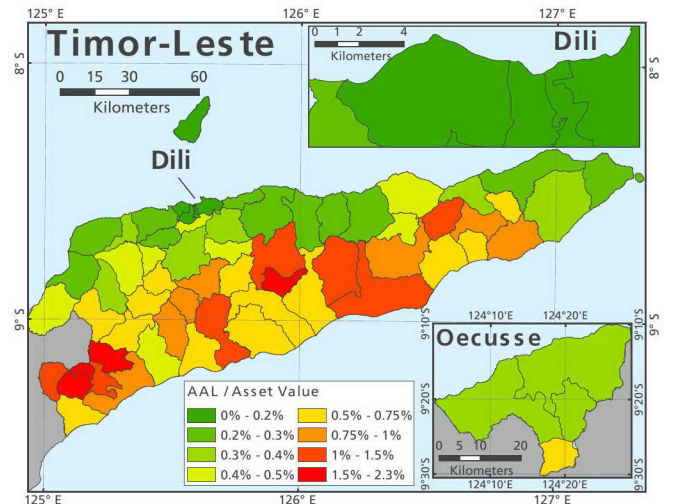 125° E
126° E
127° E
8°S
Timor-Leste
0 15 30 60
Kilometers
Dili
0 1 2 4
Kilometers
Dili
8°S
9°S
9°S
AAL / Asset Value
0% - 0.2%
0.2% - 0.3%
0.3% - 0.4%
0.4% - 0.5%
0.5% - 0.75%
0.75% - 1%
1% - 1.5%
1.5% - 2.3%
124°10'E
124°20'E
Oecusse
9°10'S
9°20'S
9°30'S
9°10'S
9°20'S
9°30'S
0 5 10 20
Kilometers
124°10'E
124°20'E
125° E
126° E
127° E